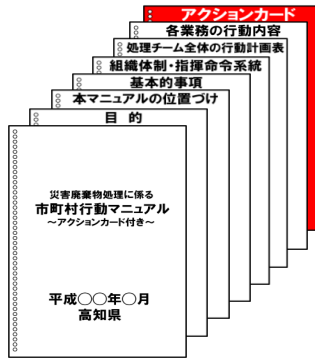 アクションカード
各業務の行動内容
処理チーム全体の行動計画表
組織体制・指揮命令系統
基本的事項
本マニュアルの位置づけ
目 的
災害廃棄物処理に係る
市町村行動マニュアル
～アクションカード付き～
平成〇〇年〇月
高知県